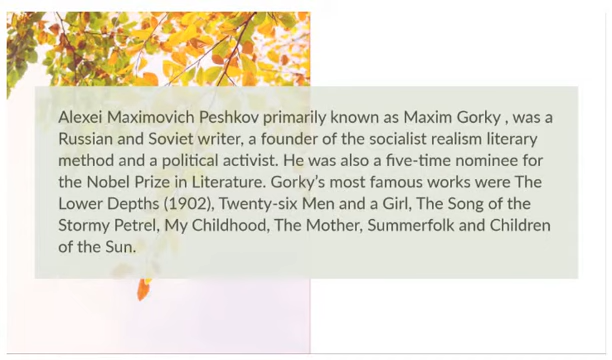 Alexei Maximovich Peshkov primarily known as Maxim Gorky , was a
Russian and Soviet writer, a founder of the socialist realism literary
method and a political activist. He was also a five-time nominee for
the Nobel Prize in Literature. Gorky's most famous works were The
Lower Depths (1902), Twenty-six Men and a Girl, The Song of the
Stormy Petrel, My Childhood, The Mother, Summerfolk and Children
of the Sun.